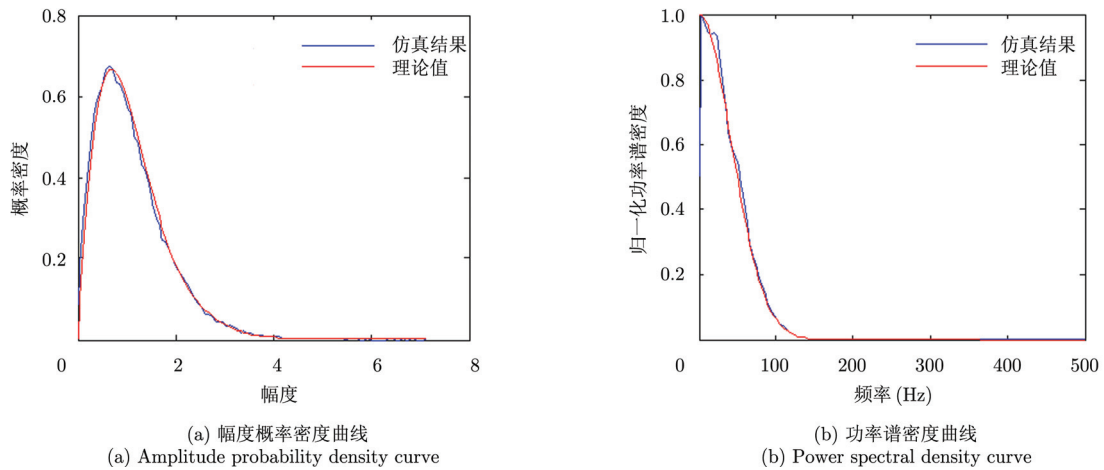 0.8
0.6
0.4
0.2
0
2
4
6
8
概率密度
幅度
仿真结果
理论值
(a) 幅度概率密度曲线
(a) Amplitude probability density curve
1.0
0.8
0.6
0.4
0.2
0
100
200
300
400
500
归一化功率谱密度
频率 (Hz)
仿真结果
理论值
(b) 功率谱密度曲线
(b) Power spectral density curve